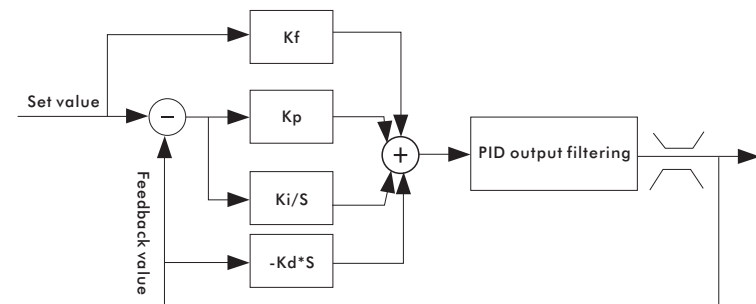 Kf
Set value
−
Kp
+
PID output filtering
Feedback value
Ki/S
-Kd*S